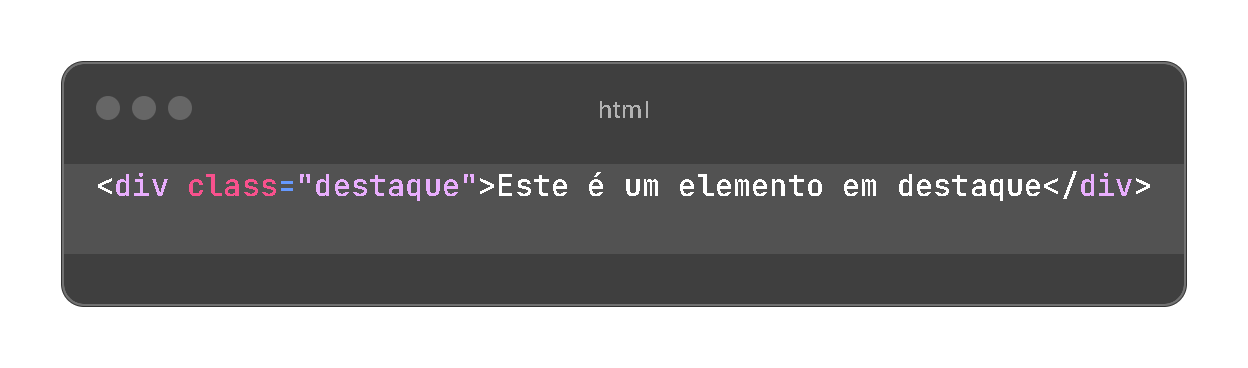 html
<div class="destaque">Este é um elemento em destaque</div>